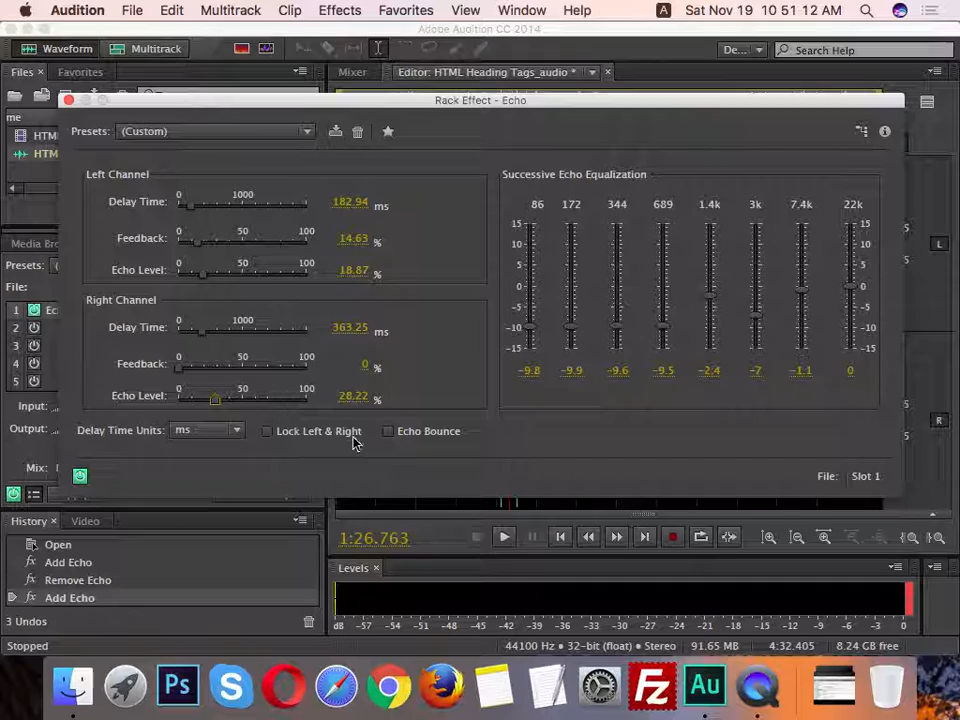 Audition File Edit Multitrack Clip Effects Favorites View Window Help A Sat Nov 19 10 51 12 AM
Adobe Audition CC 2014
Waveform Multitrack De... Search Help
Files × Favorites Mixer Editor: HTML Heading Tags_audio * ×
Rack Effect - Echo
me
Presets: (Custom)
HTM
HTM
Left Channel
Delay Time: 0 1000 182.94 ms
Feedback: 0 50 100 14.63 %
Echo Level: 0 50 100 18.87 %
Right Channel
Delay Time: 0 1000 363.25 ms
Feedback: 0 50 100 0 %
Echo Level: 0 50 100 28.22 %
Delay Time Units: ms Lock Left & Right Echo Bounce
Successive Echo Equalization
86 172 344 689 1.4k 3k 7.4k 22k
15 15
10 10
5 5
0 0
-5 -5
-10 -10
-15 -15
-9.8 -9.9 -9.6 -9.5 -2.4 -7 -1.1 0
File: Slot 1
Media Br
Presets: (
File:
1 Ec
2
3
4
5
Input:
Output:
Mix:
L
R
History × Video
Open
fx Add Echo
fx Remove Echo
fx Add Echo
3 Undos
1:26.763
Levels ×
dB -57 -54 -51 -48 -45 -42 -39 -36 -33 -30 -27 -24 -21 -18 -15 -12 -9 -6 -3 0
Stopped 44100 Hz • 32-bit (float) 91.65 MB 4:32.405 8.24 GB free
Ps S Fz Au